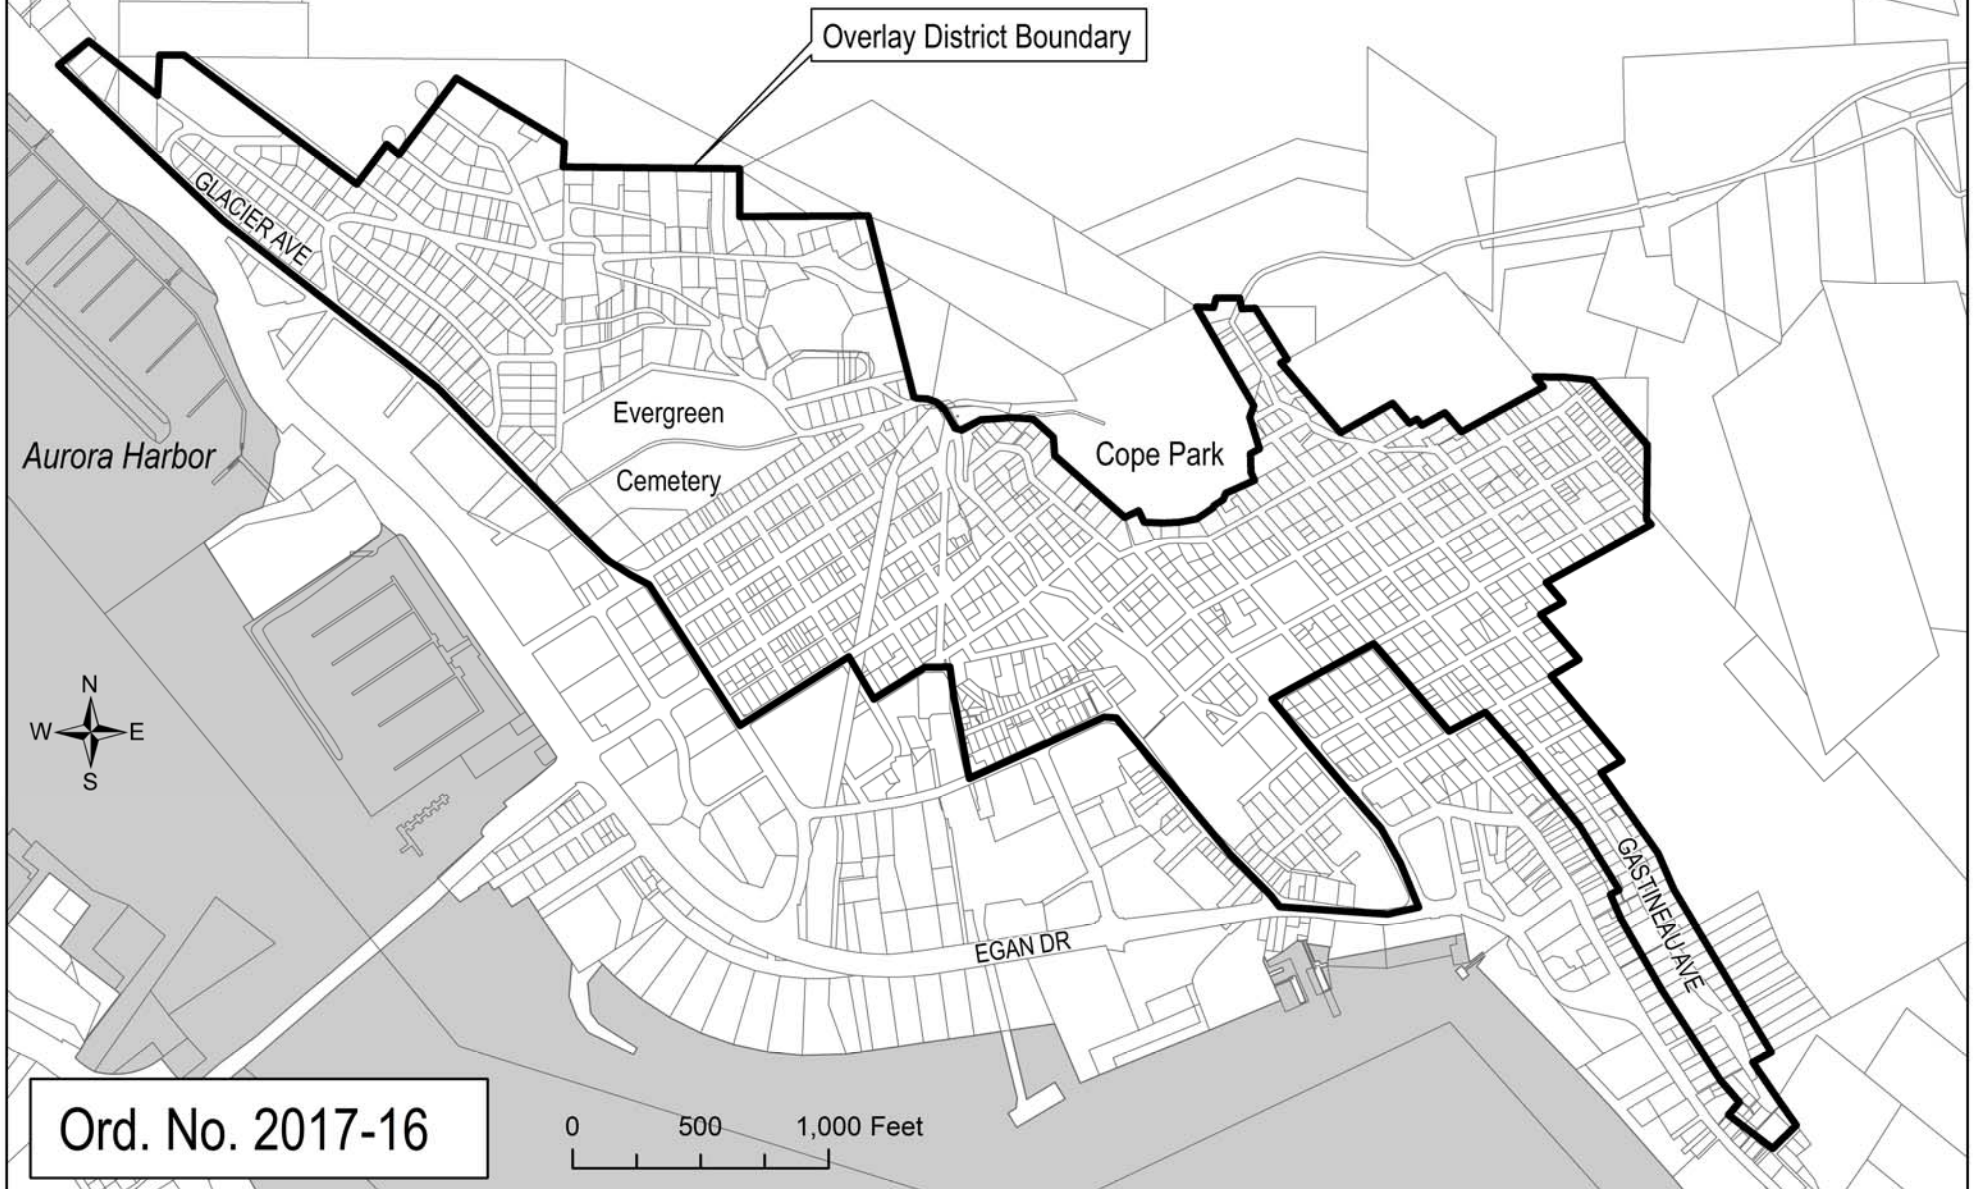 Overlay District Boundary
GLACIER AVE
Evergreen
Cemetery
Cope Park
Aurora Harbor
N
W E
S
GASTINEAU AVE
EGAN DR
Ord. No. 2017-16
0 500 1,000 Feet